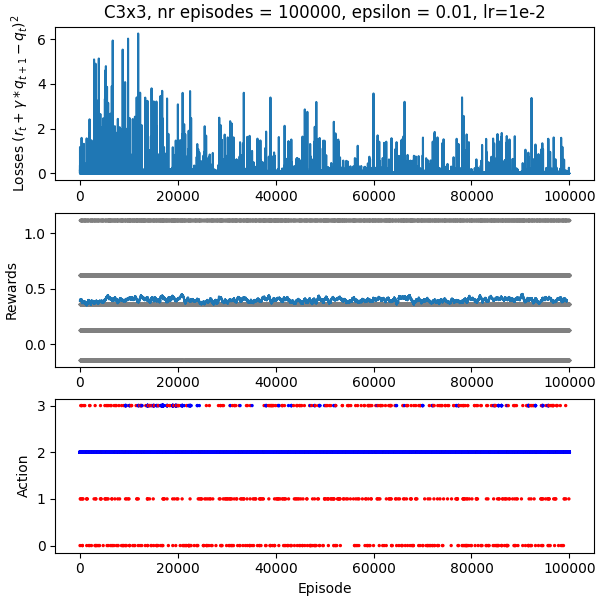 C3x3, nr episodes = 100000, epsilon = 0.01, lr=1e-2
Losses (r_t + γ * q_{t+1} − q_t)^2
6
4
2
0
0 20000 40000 60000 80000 100000
Rewards
1.0
0.5
0.0
0 20000 40000 60000 80000 100000
Action
3
2
1
0
0 20000 40000 60000 80000 100000
Episode